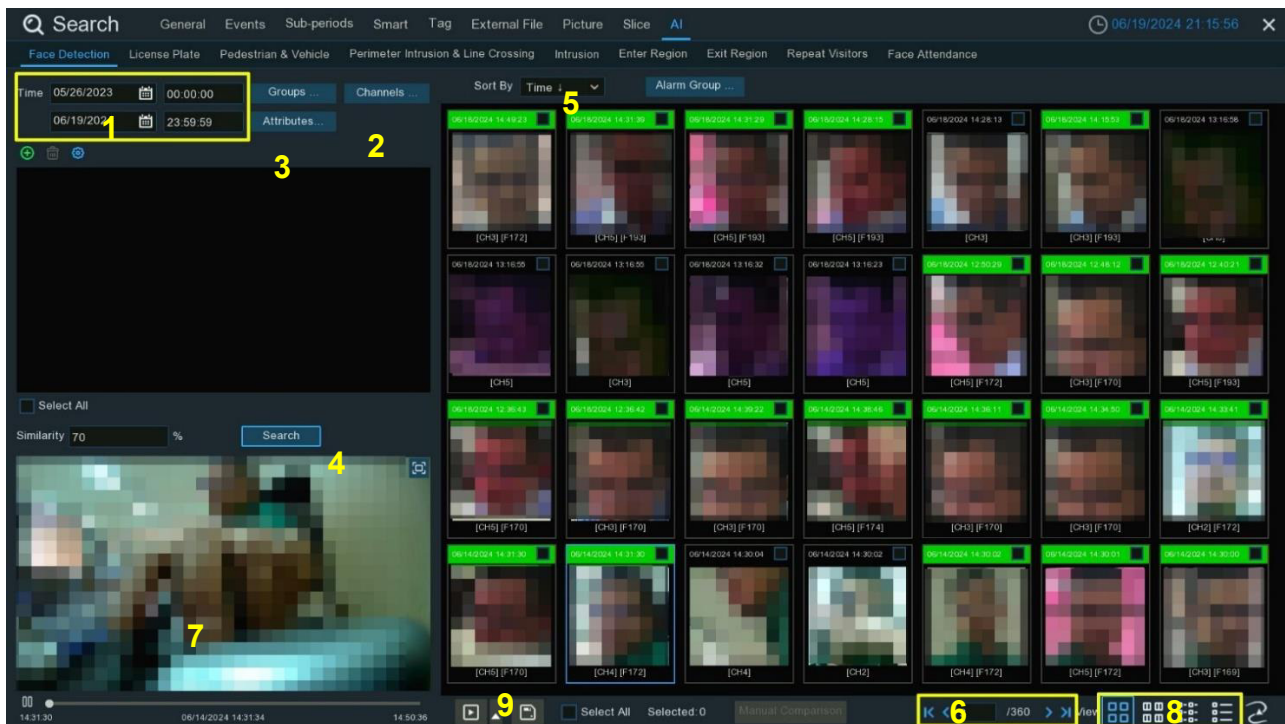 Search General Events Sub-periods Smart Tag External File Picture Slice AI 06/19/2024 21:15:56
Face Detection License Plate Pedestrian & Vehicle Perimeter Intrusion & Line Crossing Intrusion Enter Region Exit Region Repeat Visitors Face Attendance
Time 05/26/2023 00:00:00 Groups ... Channels ...
06/19/202 23:59:59 Attributes...
1
2
3
Select All
Similarity 70 % Search
4
7
14:31:30 06/14/2024 14:31:34 14:50:36
Sort By Time ↓ Alarm Group ...
5
06/18/2024 14:49:23 06/18/2024 14:31:39 06/18/2024 14:31:29 06/18/2024 14:28:15 06/18/2024 14:28:13 06/18/2024 14:15:53 06/18/2024 13:16:58
[CH3] [F172] [CH5] [F193] [CH5] [F193] [CH5] [F193] [CH3] [CH3] [F193]
06/18/2024 13:16:55 06/18/2024 13:16:55 06/18/2024 13:16:32 06/18/2024 13:16:23 06/18/2024 12:50:29 06/18/2024 12:48:12 06/18/2024 12:40:21
[CH5] [CH3] [CH5] [CH5] [CH5] [F172] [CH3] [F170] [CH5] [F193]
06/18/2024 12:36:43 06/18/2024 12:36:42 06/14/2024 14:39:22 06/14/2024 14:36:46 06/14/2024 14:36:11 06/14/2024 14:34:50 06/14/2024 14:33:41
[CH5] [F170] [CH3] [F170] [CH3] [F170] [CH5] [F174] [CH3] [F170] [CH3] [F170] [CH2] [F172]
06/14/2024 14:31:30 06/14/2024 14:31:30 06/14/2024 14:30:04 06/14/2024 14:30:02 06/14/2024 14:30:02 06/14/2024 14:30:01 06/14/2024 14:30:00
[CH5] [F170] [CH4] [F172] [CH4] [CH2] [CH4] [F172] [CH5] [F172] [CH3] [F169]
9 Select All Selected: 0 Manual Comparison 6 /360 View 8